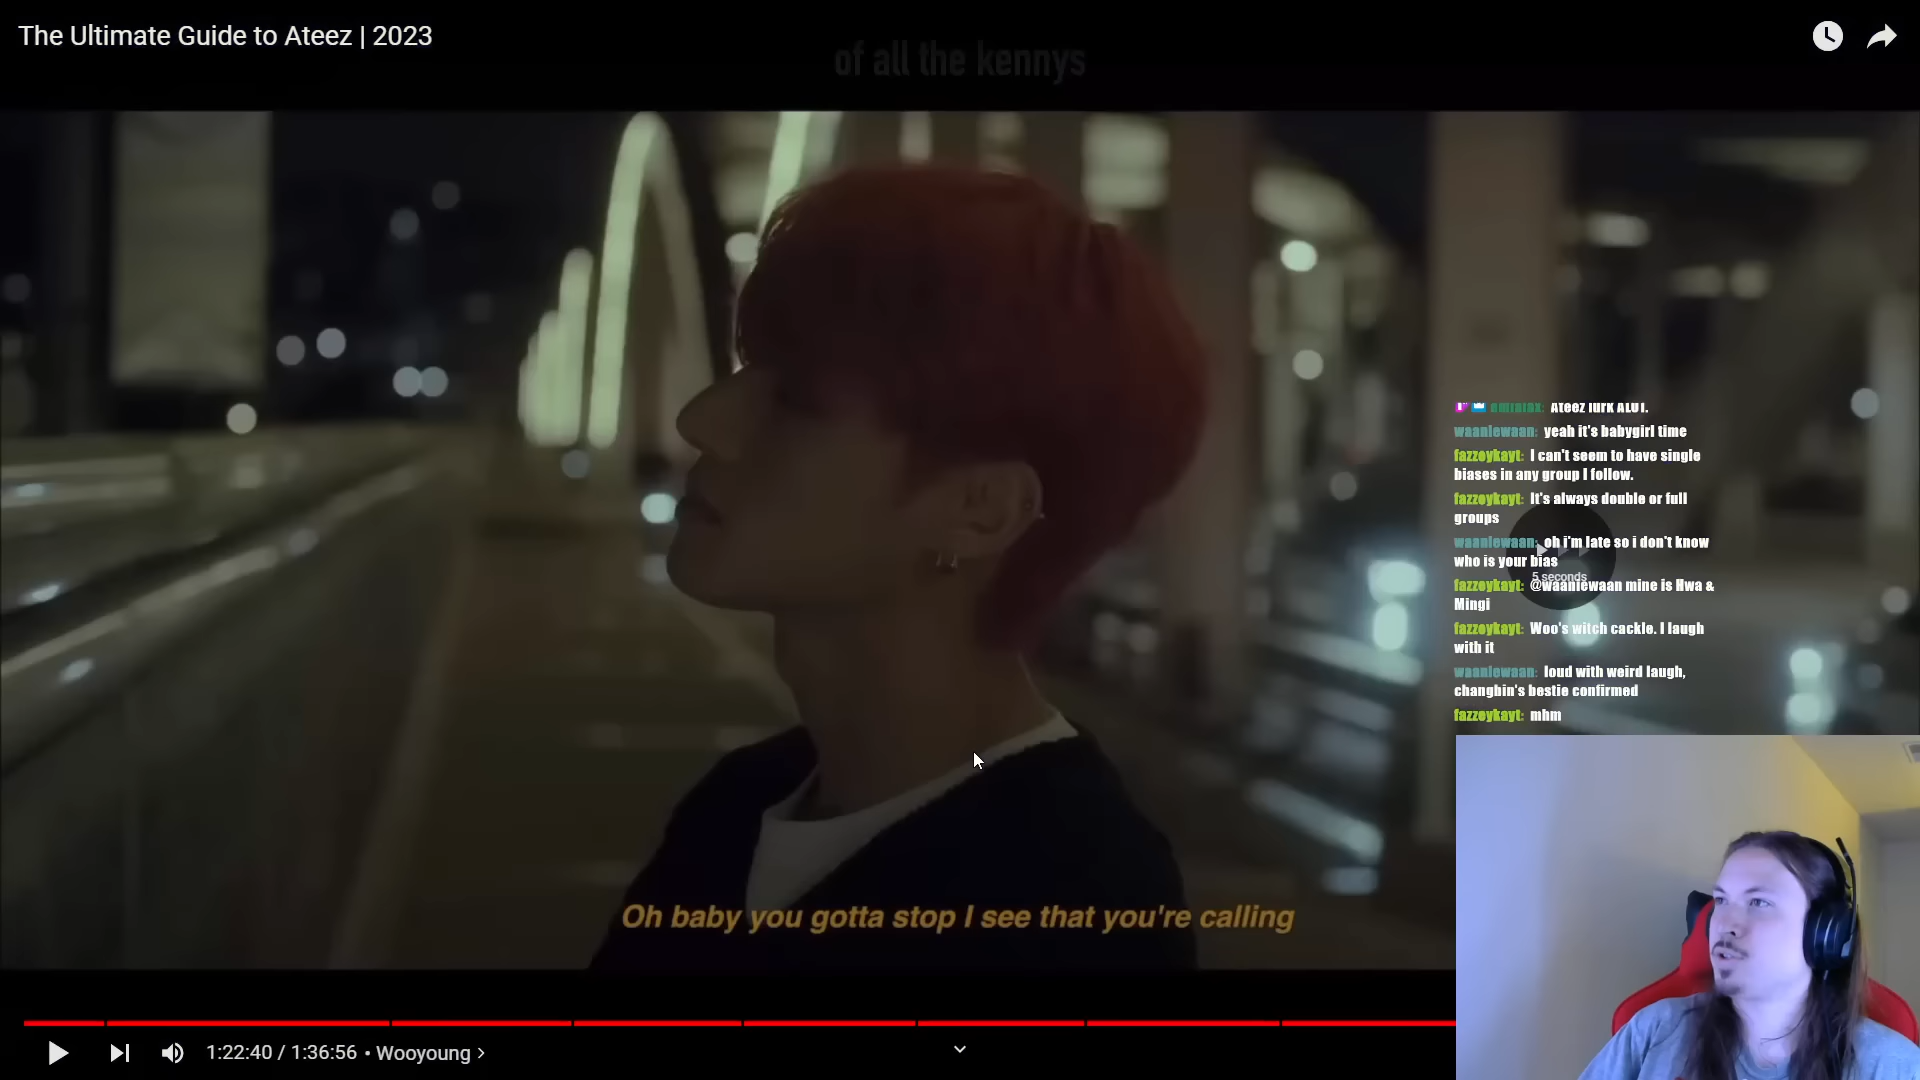 The Ultimate Guide to Ateez | 2023
of all the kennys
Ateez lurk ALOT.
waaniewaan: yeah it's babygirl time
fazzeykayt: I can't seem to have single
biases in any group I follow.
fazzeykayt: It's always double or full
groups
waaniewaan: oh i'm late so i don't know
who is your bias
5 seconds
fazzeykayt: @waaniewaan mine is Hwa &
Mingi
fazzeykayt: Woo's witch cackle. I laugh
with it
waaniewaan: loud with weird laugh,
changbin's bestie confirmed
fazzeykayt: mhm
Oh baby you gotta stop I see that you're calling
1:22:40 / 1:36:56 • Wooyoung >